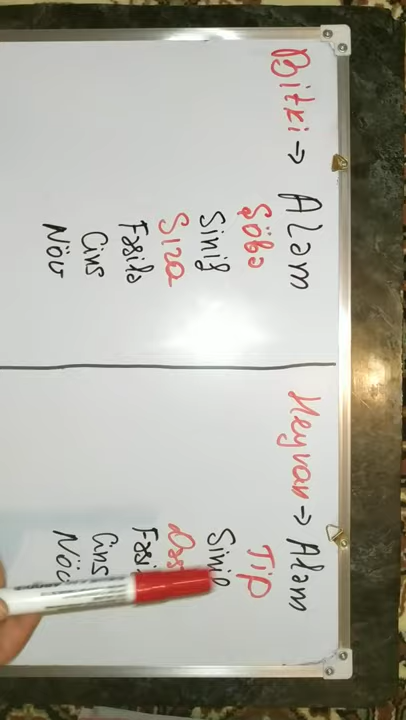 Bitki → Aləm
Şöbə
Sinif
Sıra
Fəsilə
Cins
Növ
Heyvan → Aləm
Tip
Sinif
Cins